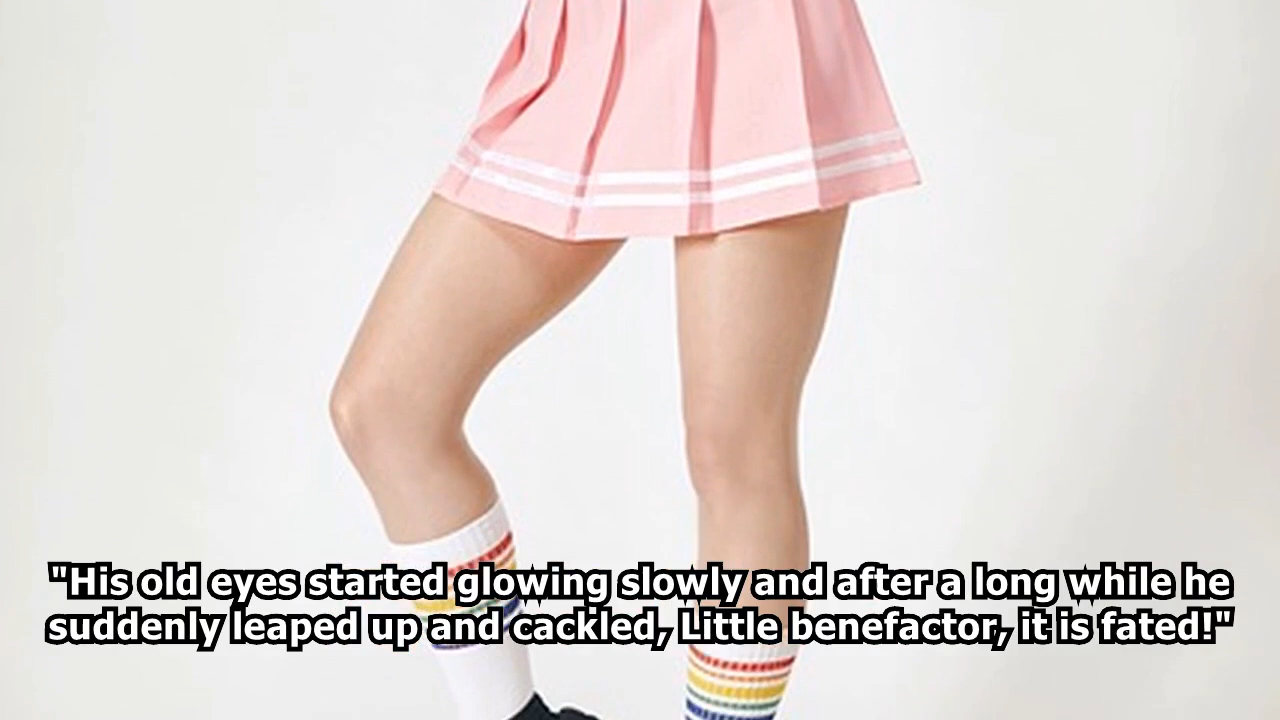 "His old eyes started glowing slowly and after a long while he
suddenly leaped up and cackled, Little benefactor, it is fated!"